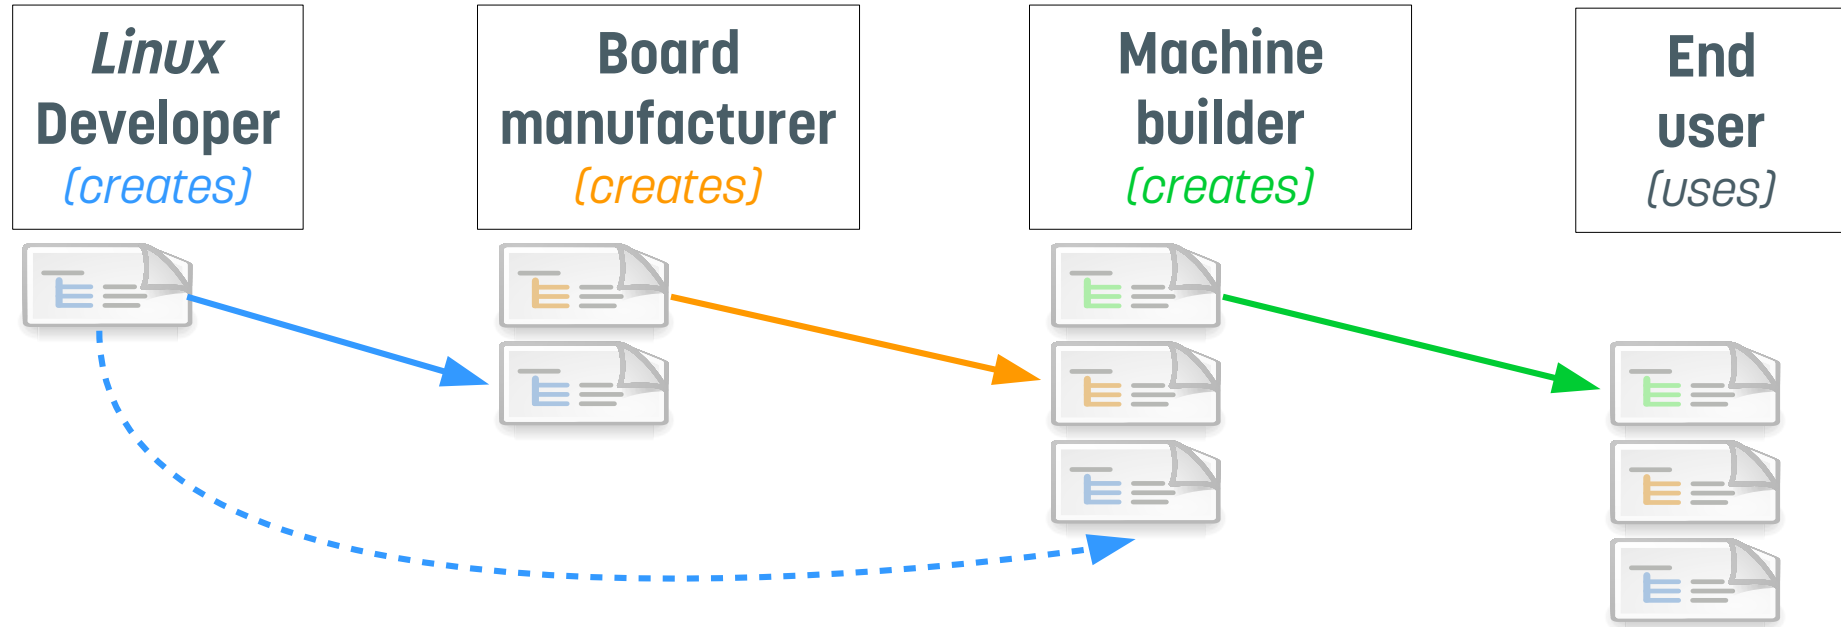 Linux
Developer
(creates)
Board
manufacturer
(creates)
Machine
builder
(creates)
End
user
(uses)